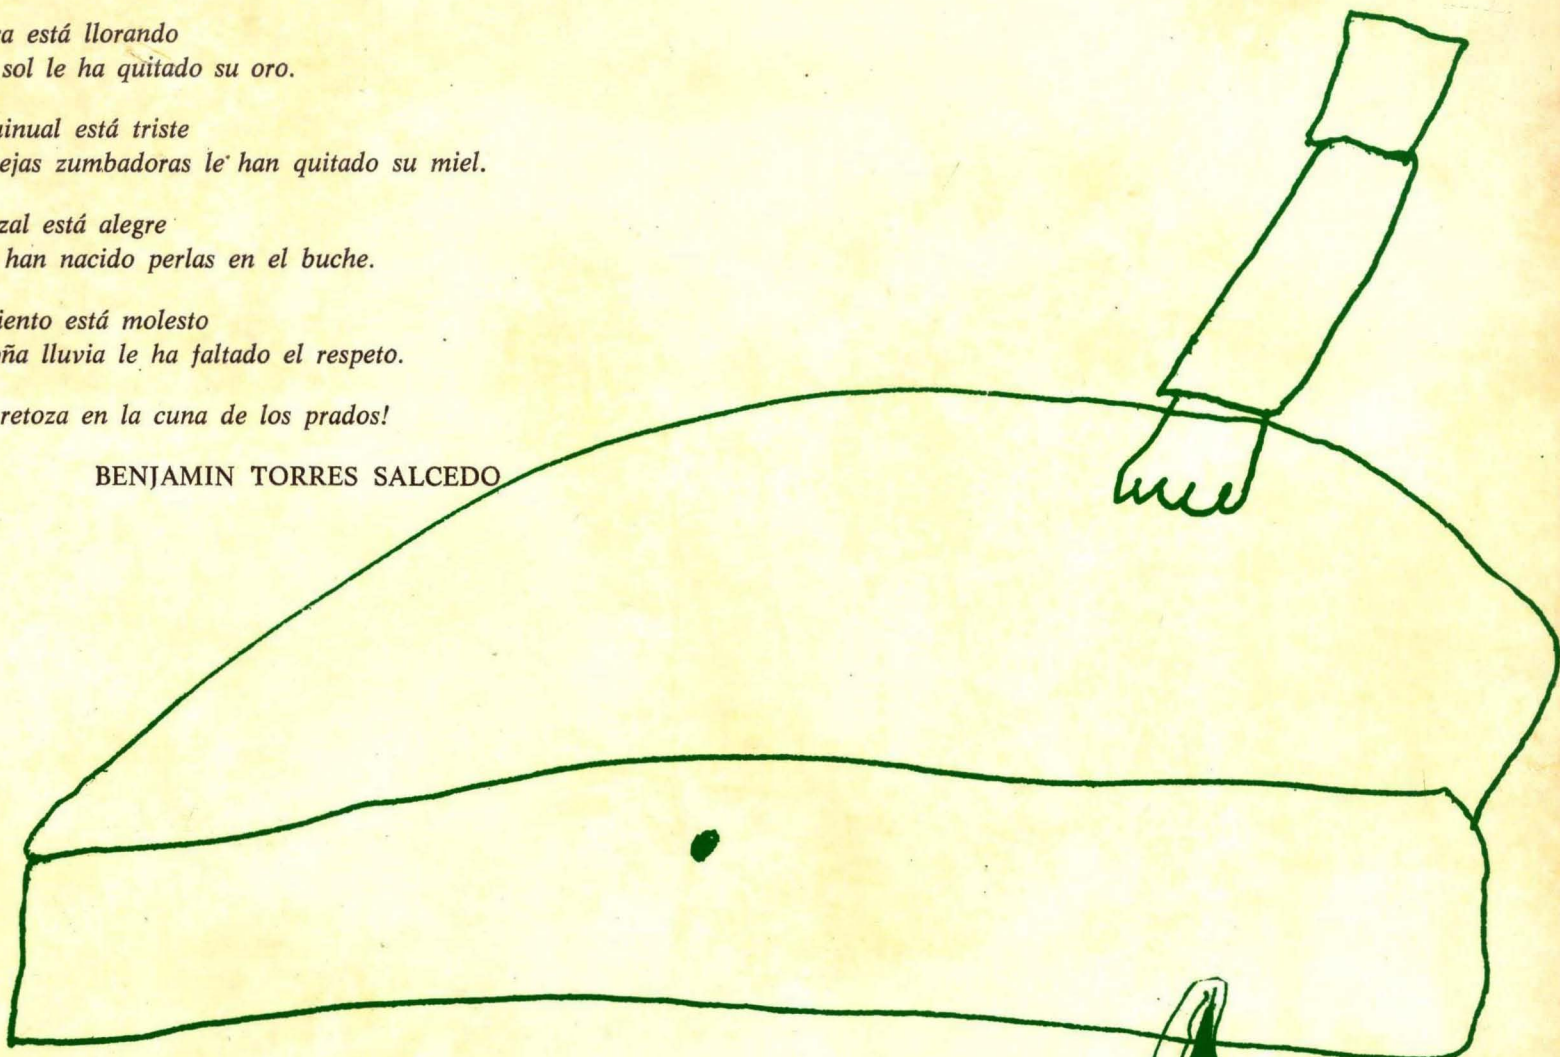 a está llorando
sol le ha quitado su oro.
inual está triste
ejas zumbadoras le han quitado su miel.
zal está alegre
han nacido perlas en el buche.
iento está molesto
ña lluvia le ha faltado el respeto.
retoza en la cuna de los prados!
BENJAMIN TORRES SALCEDO